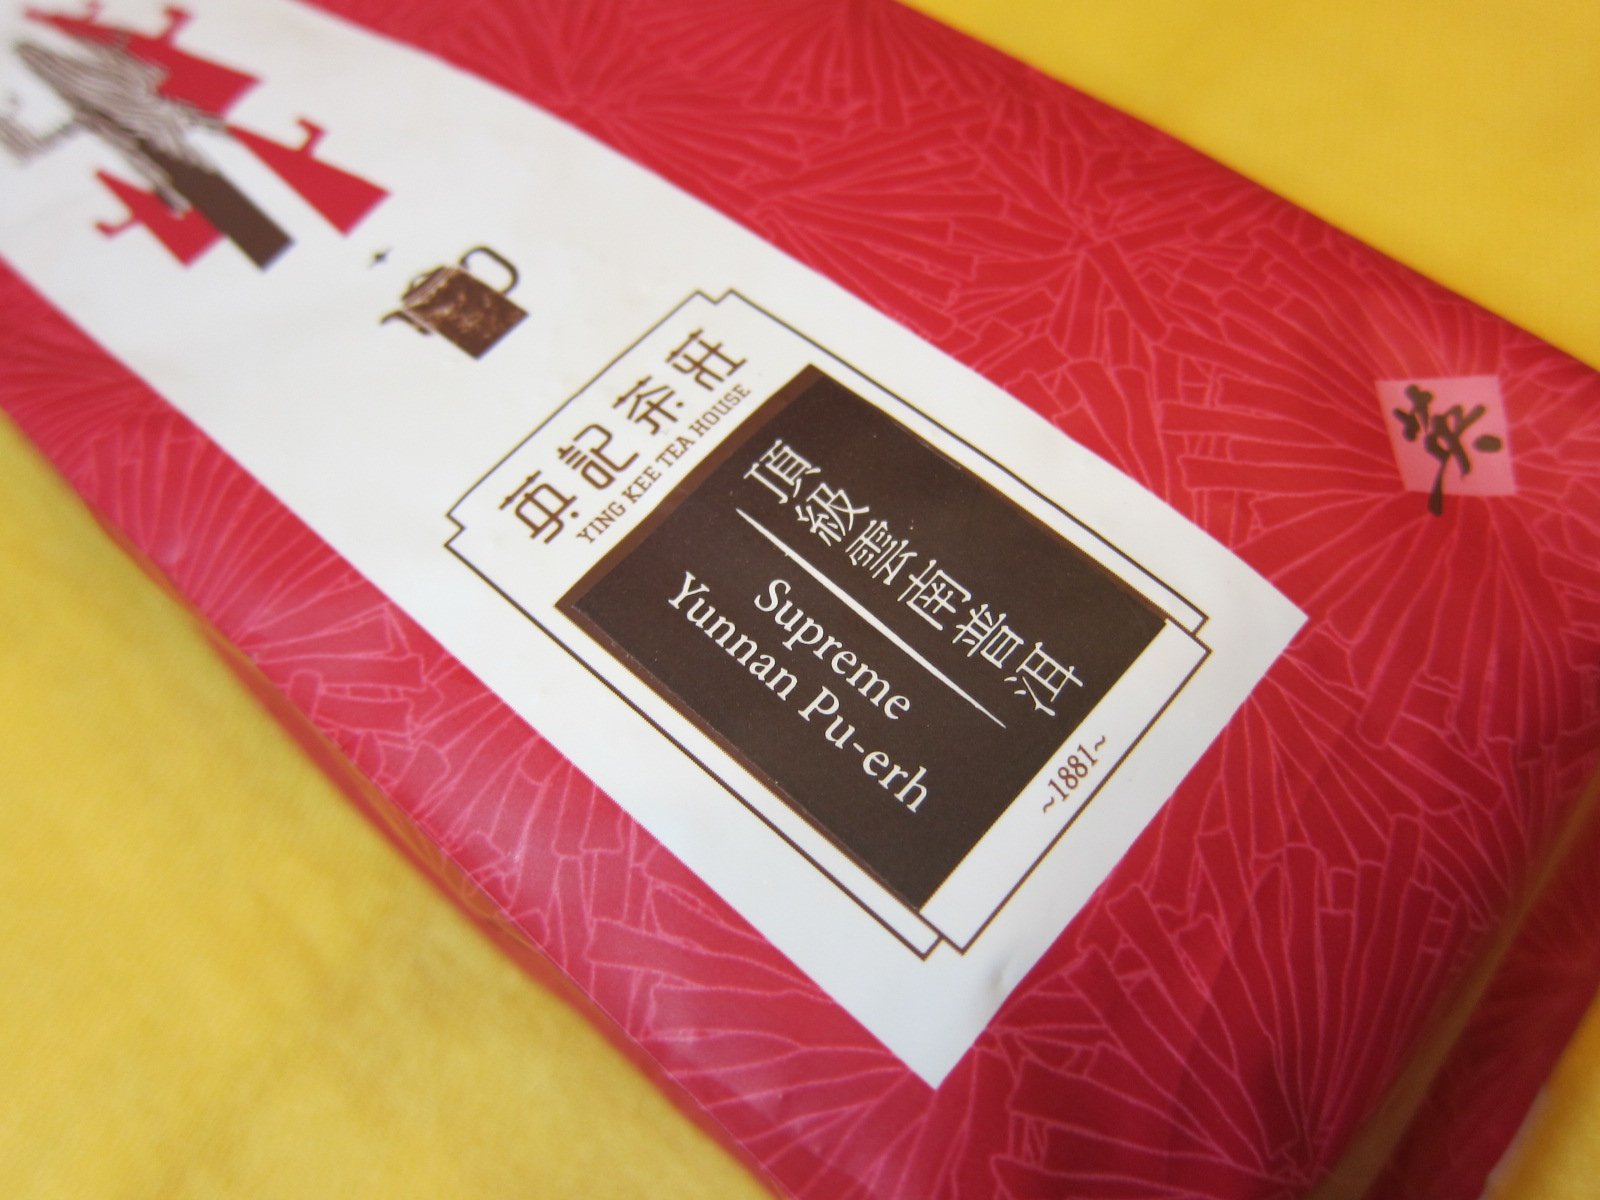 英記茶莊
YING KEE TEA HOUSE
頂級雲南普洱
Supreme
Yunnan Pu-erh
~1881~
英